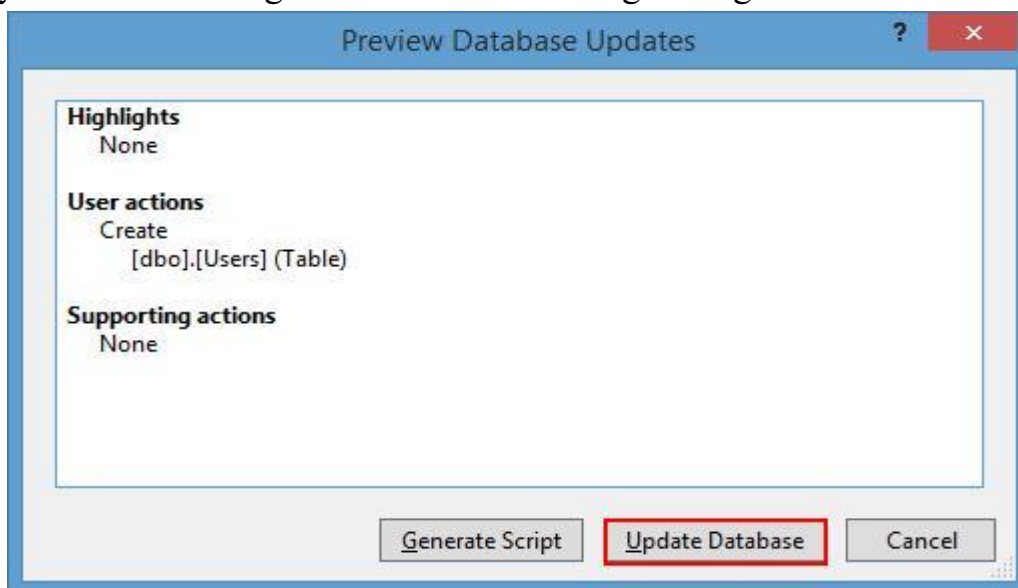 Preview Database Updates
?
Highlights
None
User actions
Create
[dbo].[Users] (Table)
Supporting actions
None
Generate Script Update Database Cancel